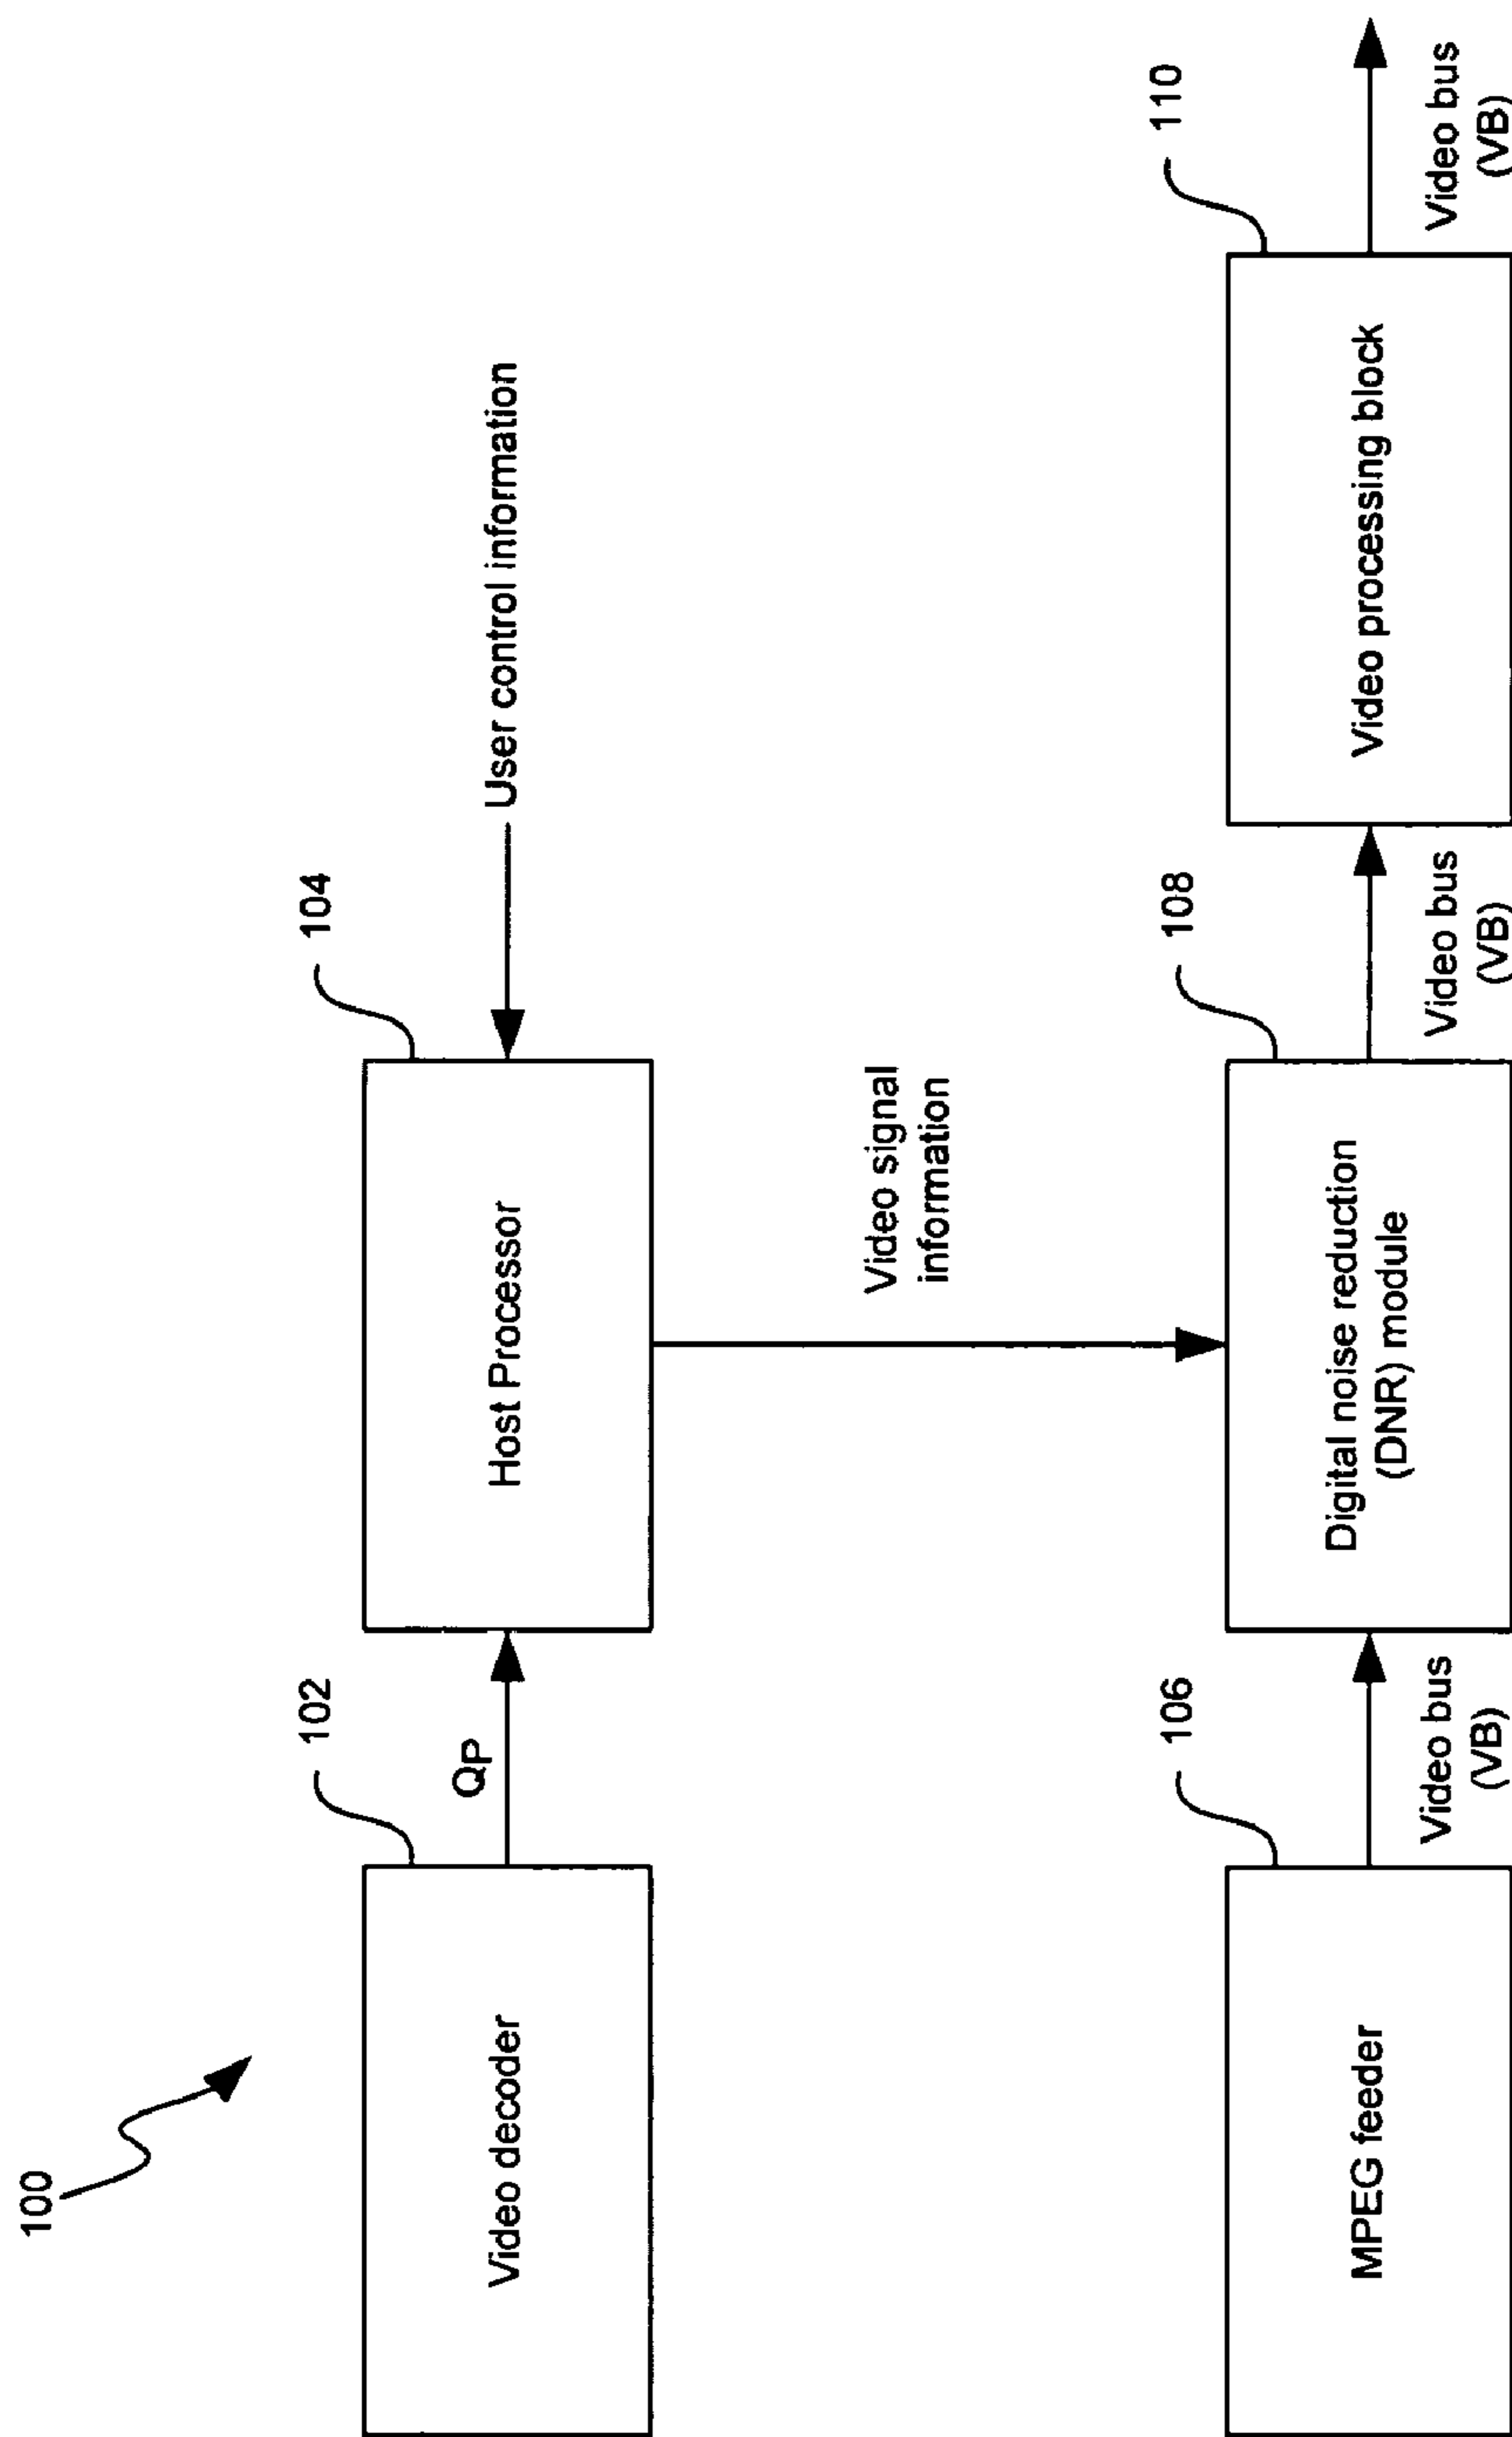 100
102
104
Video decoder
QP
Host Processor
User control information
Video signal
information
106
108
110
MPEG feeder
Video bus
(VB)
Digital noise reduction
(DNR) module
Video bus
(VB)
Video processing block
Video bus
(VB)